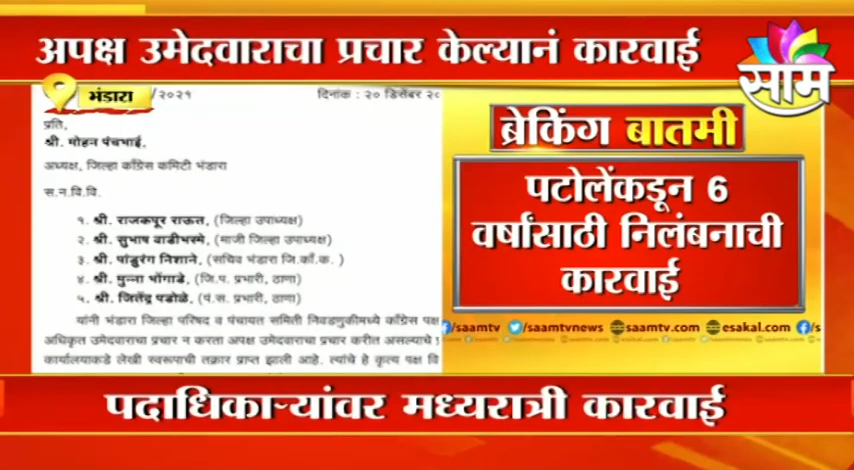 अपक्ष उमेदवाराचा प्रचार केल्यानं कारवाई
साम
भंडारा
/२०२१
दिनांक : २० डिसेंबर २०
प्रति,
श्री. मोहन पंचभाई,
अध्यक्ष, जिल्हा काँग्रेस कमिटी भंडारा
स.न.वि.वि.
१. श्री. राजकपूर राऊत, (जिल्हा उपाध्यक्ष)
२. श्री. सुभाष वाडीभस्मे, (माजी जिल्हा उपाध्यक्ष)
३. श्री. पांडुरंग निशाने, (सचिव भंडारा जि.काँ.क. )
४. श्री. मुन्ना भोंगाडे, (जि.प. प्रभारी, ठाणा)
५. श्री. जितेंद्र पडोळे, (पं.स. प्रभारी, ठाणा)
यांनी भंडारा जिल्हा परिषद व पंचायत समिती निवडणुकीमध्ये काँग्रेस पक्ष
अधिकृत उमेदवाराचा प्रचार न करता अपक्ष उमेदवाराचा प्रचार करीत असल्याचे
कार्यालयाकडे लेखी स्वरूपाची तक्रार प्राप्त झाली आहे. त्यांचे हे कृत्य पक्ष वि
ब्रेकिंग बातमी
पटोलेंकडून 6
वर्षांसाठी निलंबनाची
कारवाई
/saamtv /saamtvnews saamtv.com esakal.com /s
पदाधिकाऱ्यांवर मध्यरात्री कारवाई